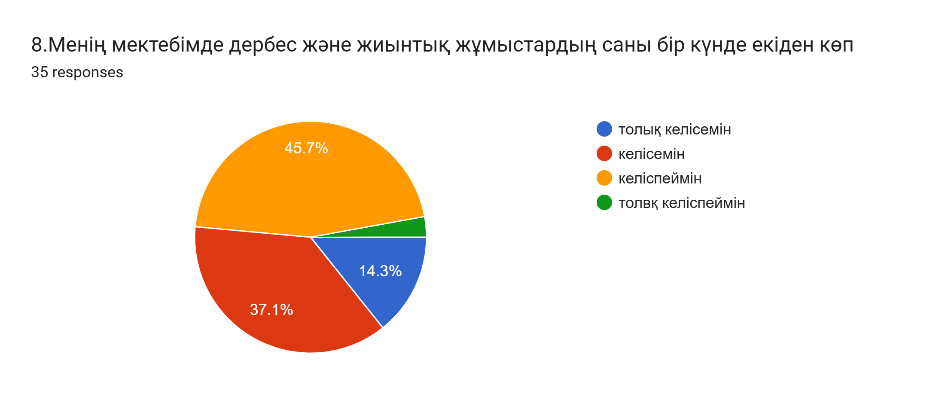 8.Менің мектебімде дербес және жиынтық жұмыстардың саны бір күнде екіден көп
35 responses
толық келісемін
келісемін
келіспеймін
толвқ келіспеймін
45.7%
14.3%
37.1%